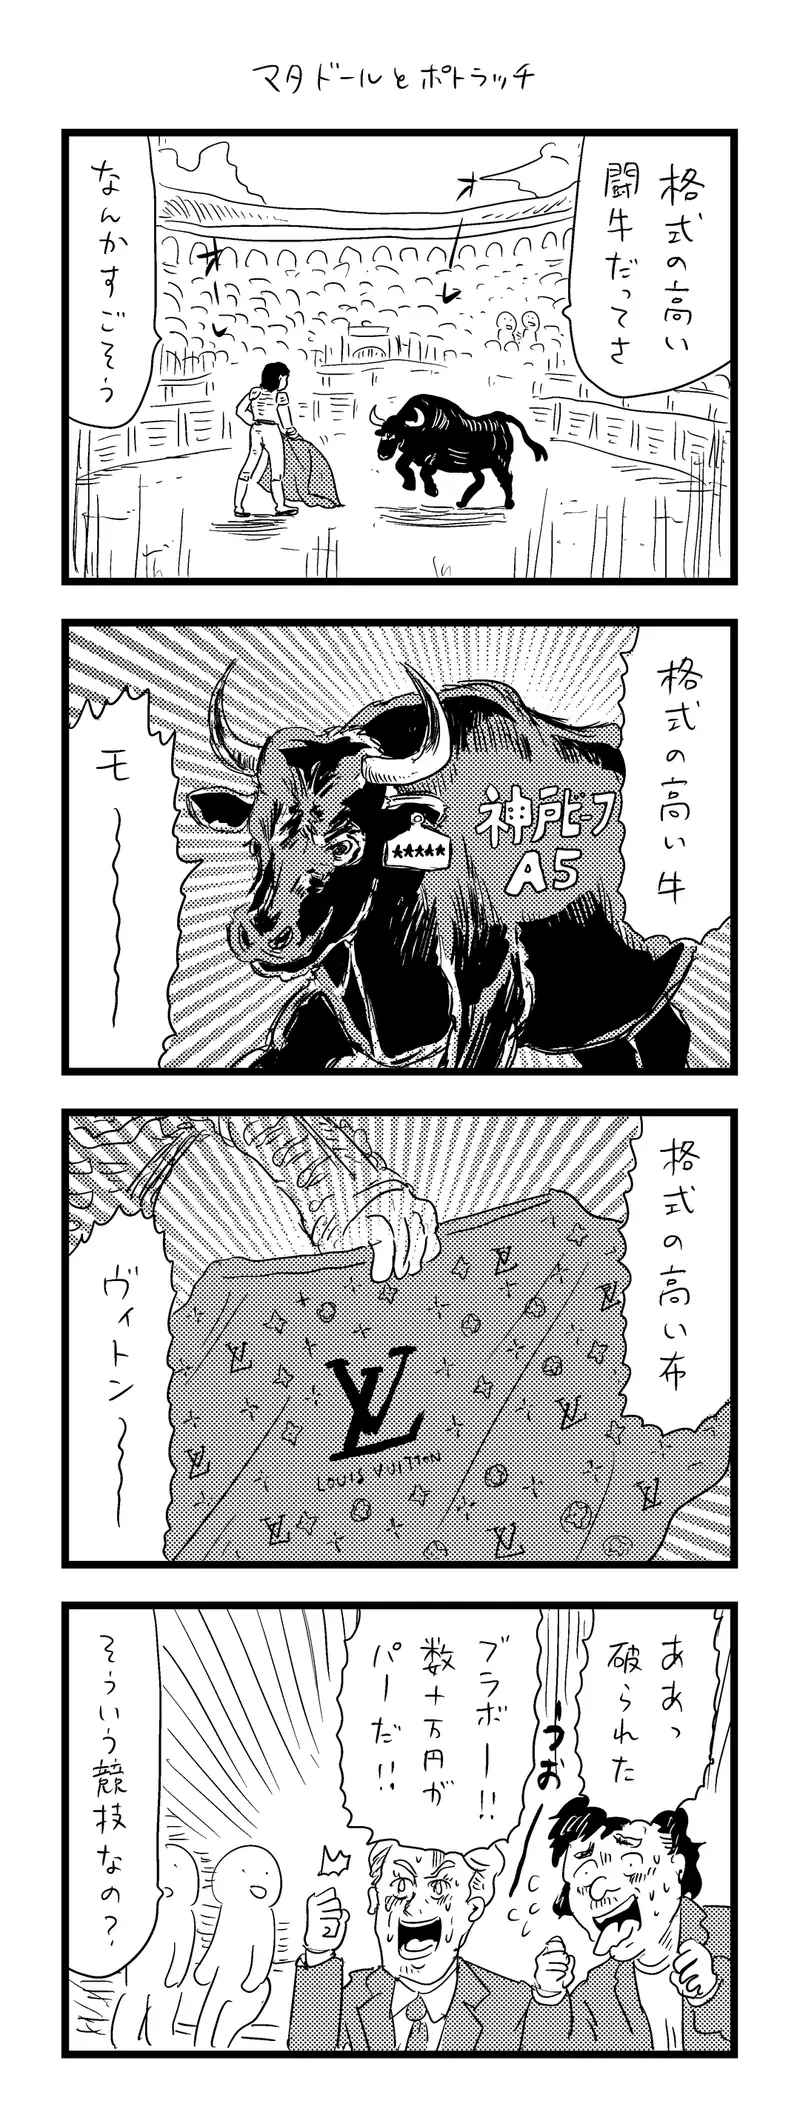 マタドールとポトラッチ
格式の高い
闘牛だってさ
なんかすごそう
オーレ
オーレ
格式の高い牛
モ〜〜〜
神戸ビーフ
A5
★★★★★
格式の高い布
ヴィトン〜〜
LV
LOUIS VUITTON
ああっ
破られた
うおー
ブラボー!!
数十万円が
パーだ!!
そういう競技なの？